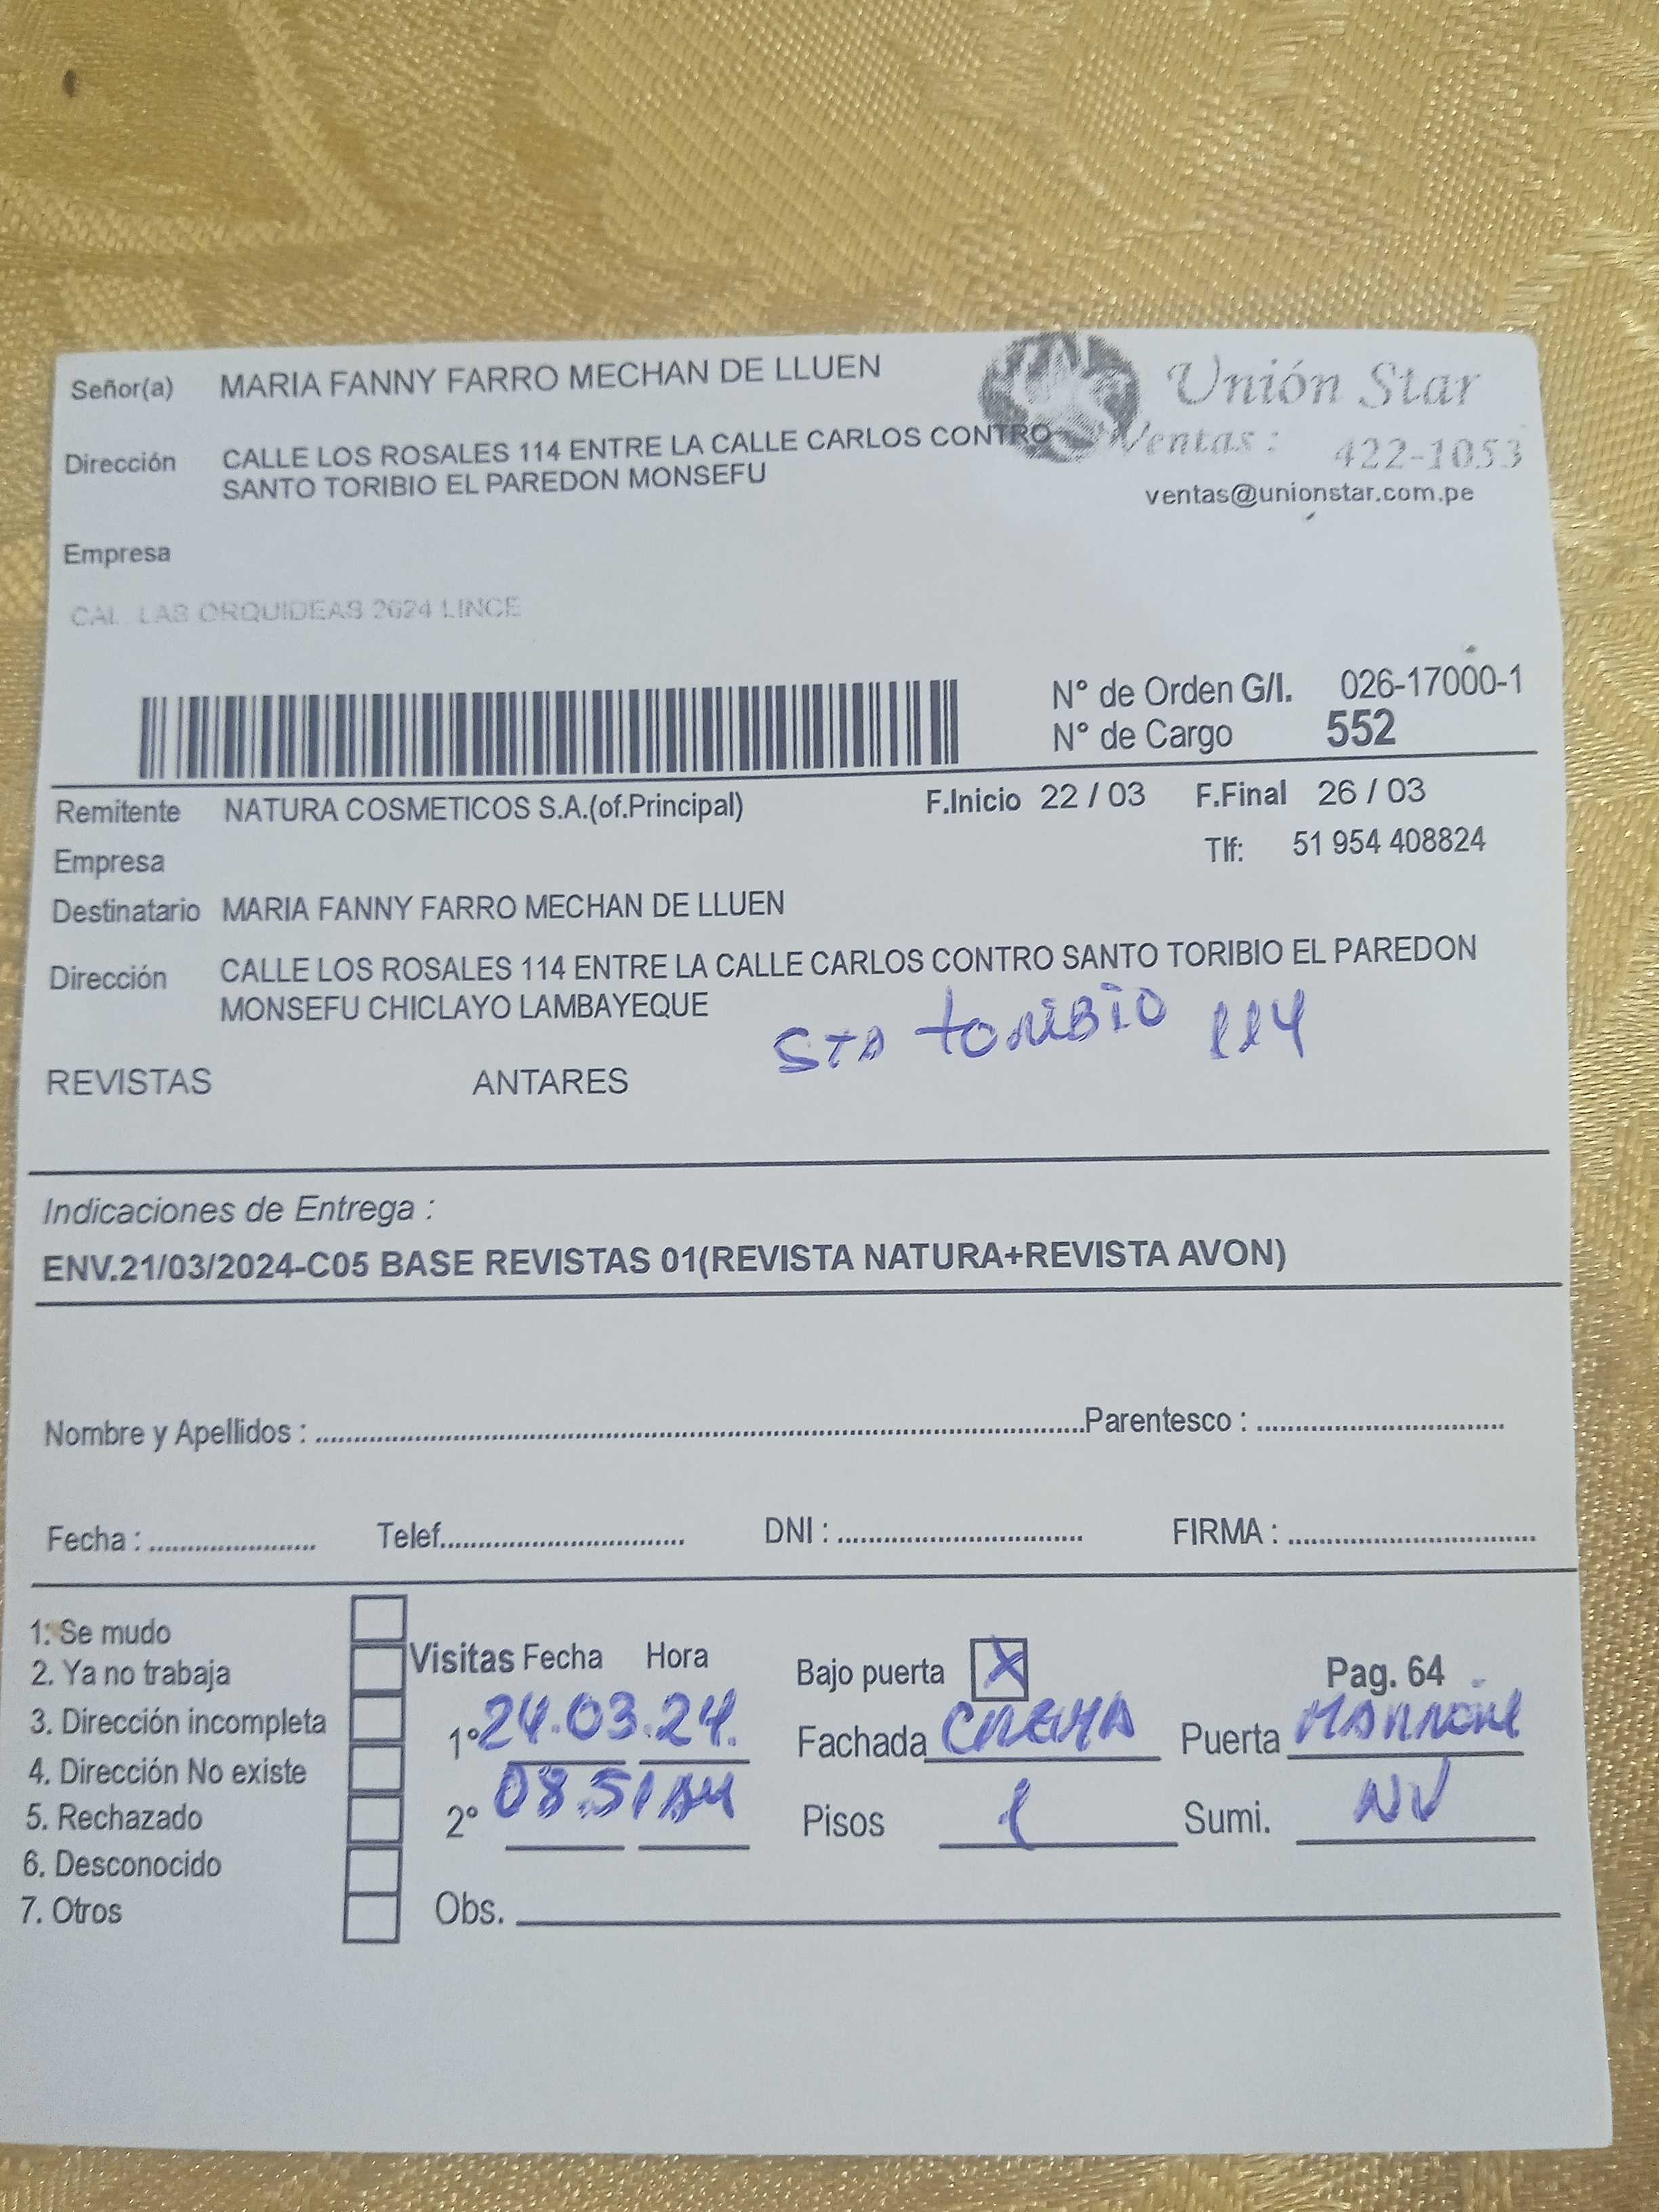 Señor(a) MARIA FANNY FARRO MECHAN DE LLUEN
Unión Star
Dirección CALLE LOS ROSALES 114 ENTRE LA CALLE CARLOS CONTRO
SANTO TORIBIO EL PAREDON MONSEFU
Ventas : 422-1053
ventas@unionstar.com.pe
Empresa
CAL. LAS ORQUIDEAS 2624 LINCE
N° de Orden G/I. 026-17000-1
N° de Cargo 552
Remitente NATURA COSMETICOS S.A.(of.Principal) F.Inicio 22 / 03 F.Final 26 / 03
Empresa Tlf: 51 954 408824
Destinatario MARIA FANNY FARRO MECHAN DE LLUEN
Dirección CALLE LOS ROSALES 114 ENTRE LA CALLE CARLOS CONTRO SANTO TORIBIO EL PAREDON
MONSEFU CHICLAYO LAMBAYEQUE
STA TORIBIO 114
REVISTAS ANTARES
Indicaciones de Entrega :
ENV.21/03/2024-C05 BASE REVISTAS 01(REVISTA NATURA+REVISTA AVON)
Nombre y Apellidos : Parentesco :
Fecha : Telef. DNI : FIRMA :
1. Se mudo
2. Ya no trabaja
3. Dirección incompleta
4. Dirección No existe
5. Rechazado
6. Desconocido
7. Otros
Visitas Fecha Hora
1° 24.03.24.
2° 08.51AM
Bajo puerta X Pag. 64
Fachada CREMA Puerta MARRONE
Pisos 1 Sumi. NV
Obs.